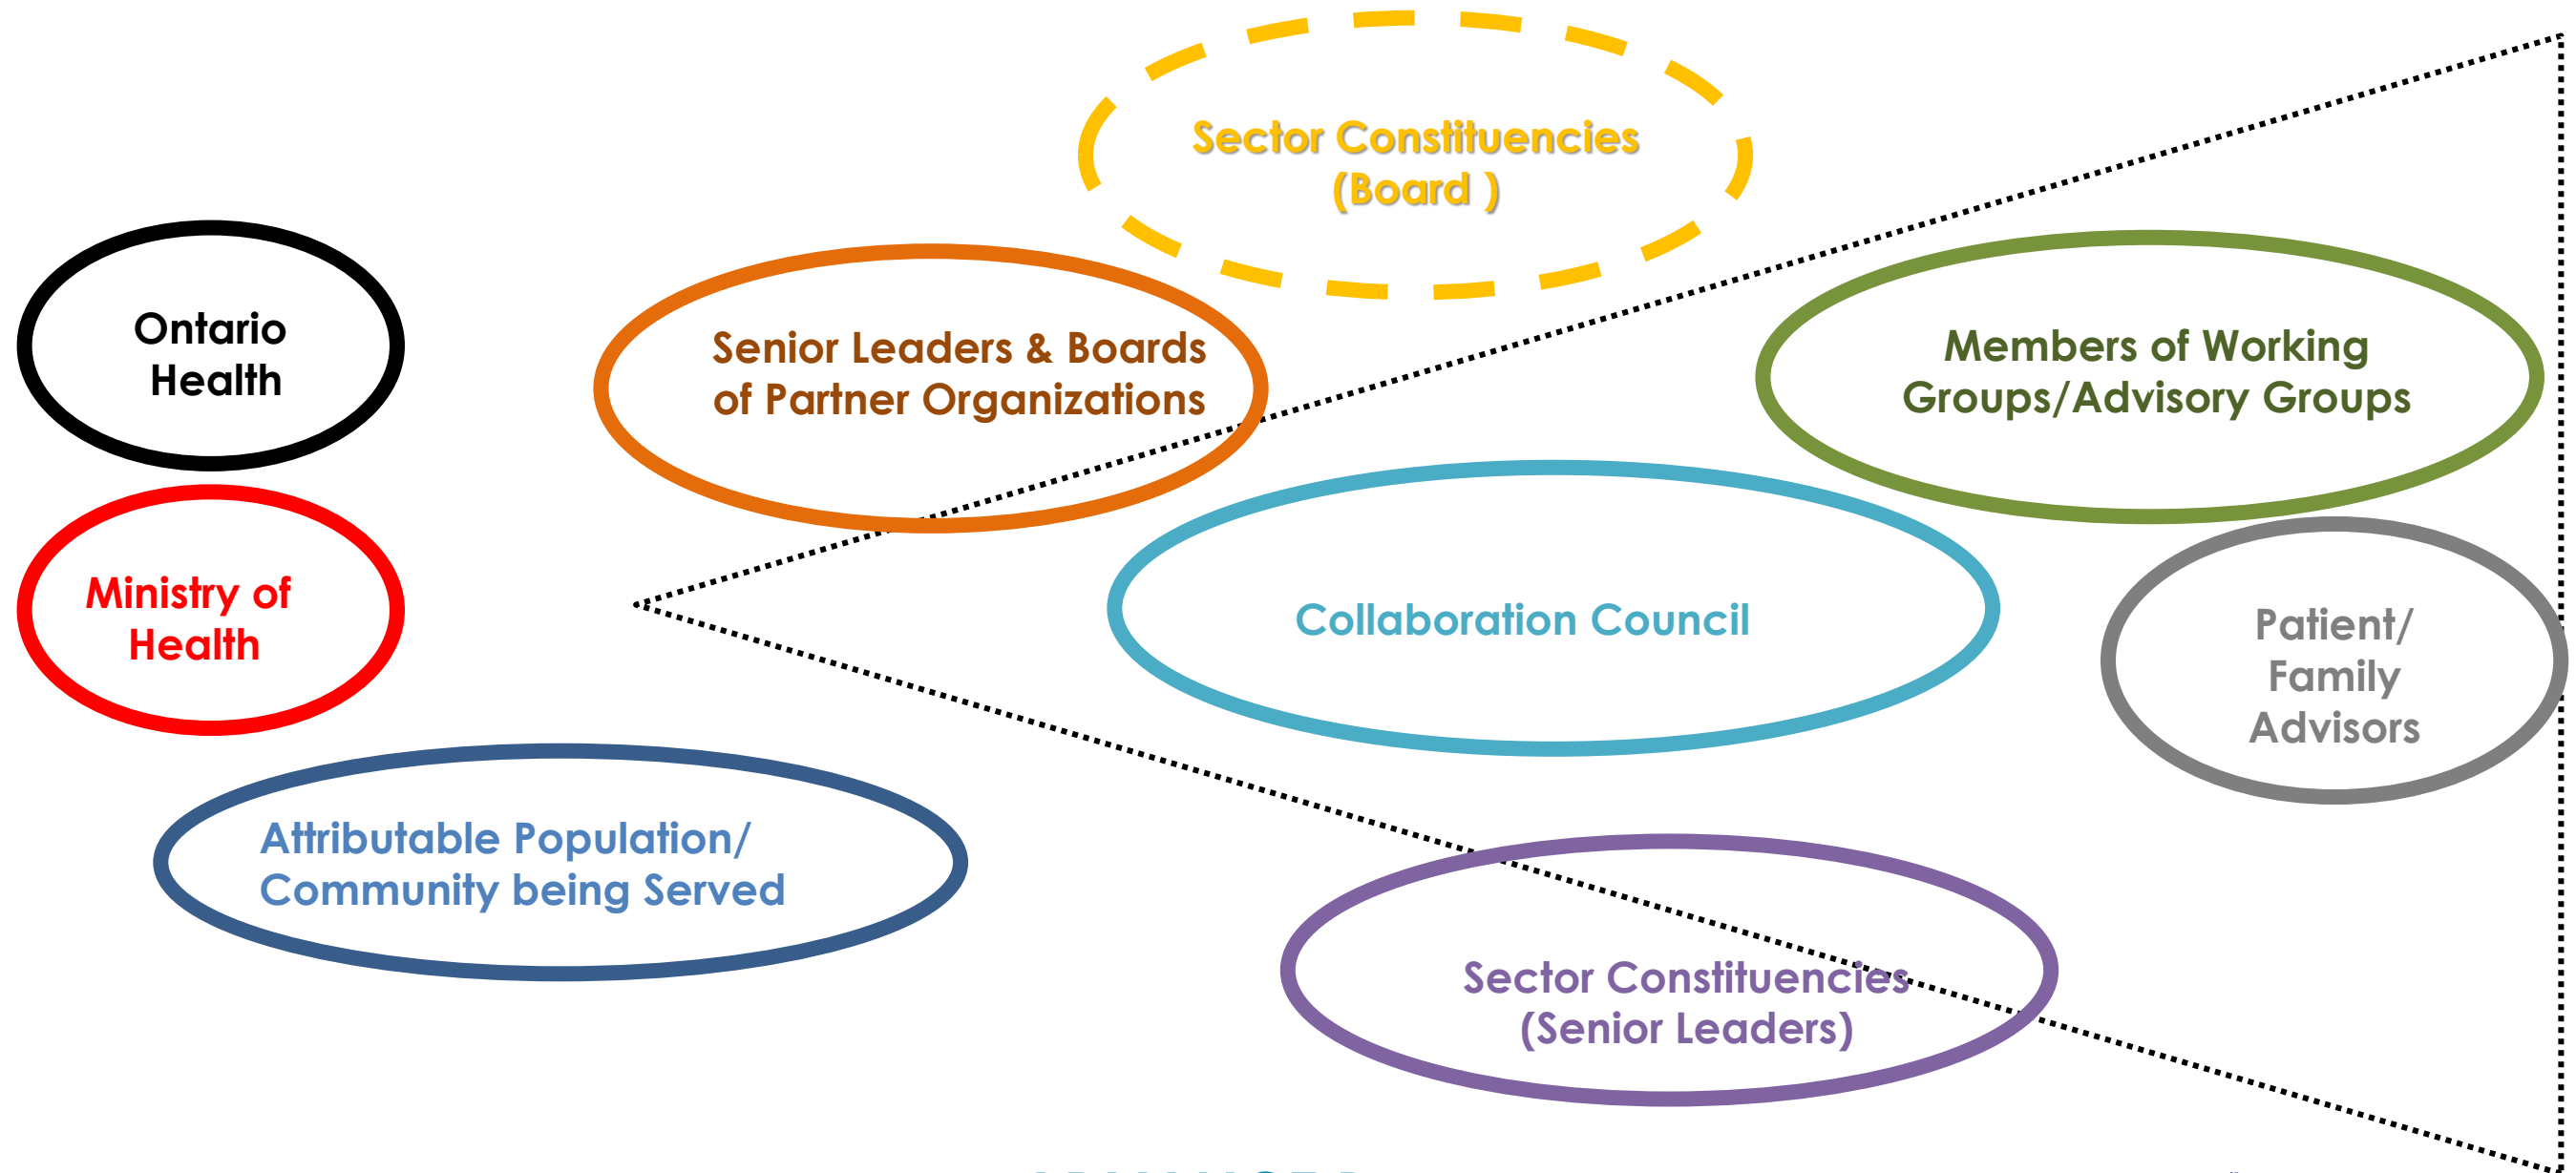 Sector Constituencies
(Board )
Ontario
Health
Senior Leaders & Boards
of Partner Organizations
Members of Working
Groups/Advisory Groups
Ministry of
Health
Collaboration Council
Patient/
Family
Advisors
Attributable Population/
Community being Served
Sector Constituencies
(Senior Leaders)